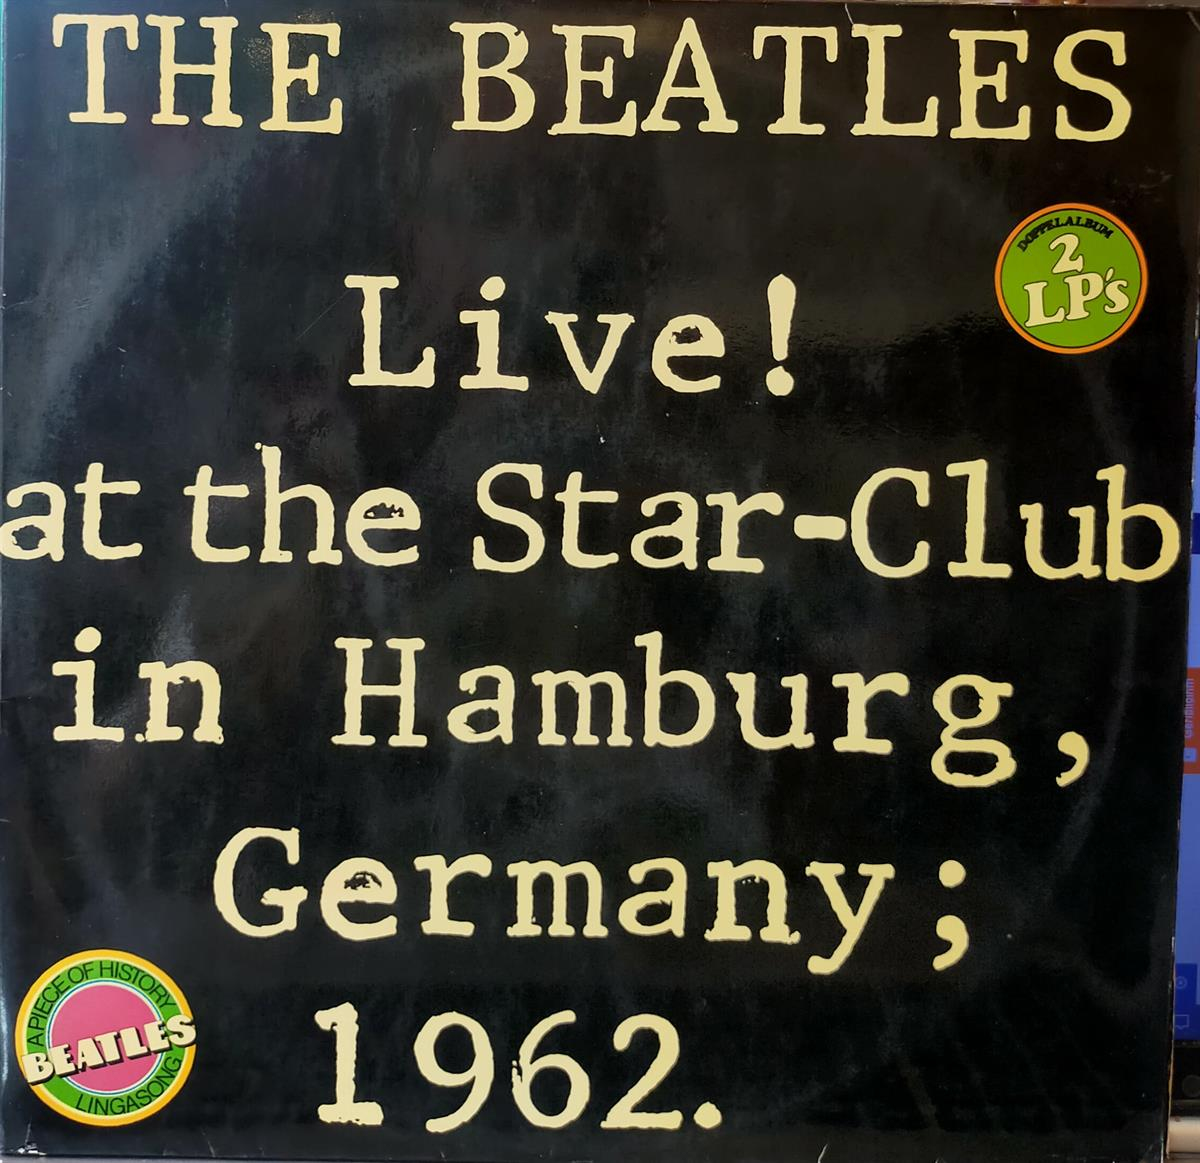 THE BEATLES
DOPPELALBUM
2
LP's
Live!
at the Star-Club
in Hamburg,
Germany;
1962.
A PIECE OF HISTORY
BEATLES
LINGASONG